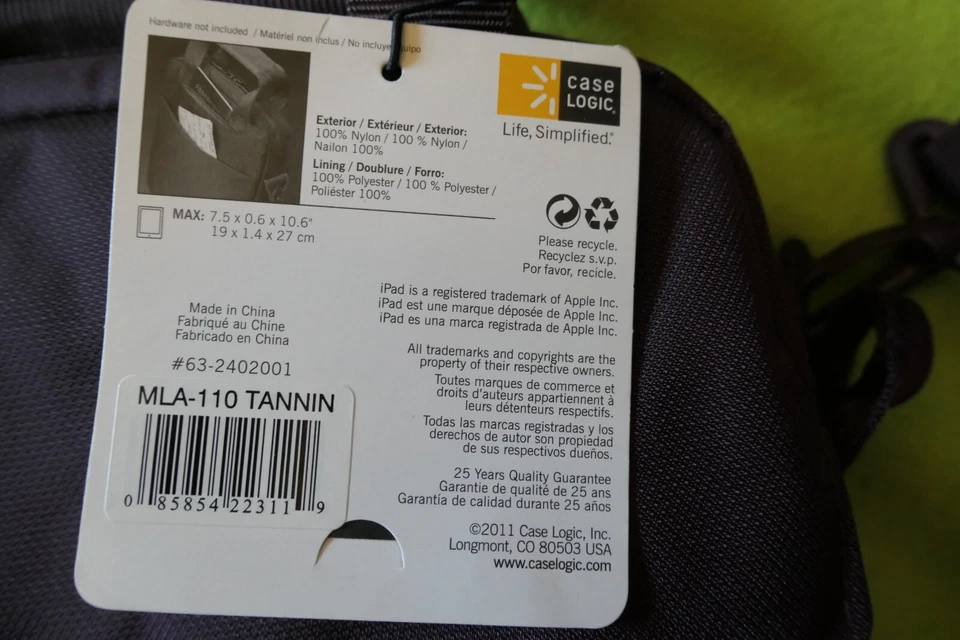 Hardware not included / Matériel non inclus / No incluye equipo
case
LOGIC®
Life, Simplified.®
Exterior / Extérieur / Exterior:
100% Nylon / 100 % Nylon /
Nailon 100%
Lining / Doublure / Forro:
100% Polyester / 100 % Polyester /
Poliéster 100%
MAX: 7.5 x 0.6 x 10.6"
19 x 1.4 x 27 cm
Please recycle.
Recyclez s.v.p.
Por favor, recicle.
iPad is a registered trademark of Apple Inc.
iPad est une marque déposée de Apple Inc.
iPad es una marca registrada de Apple Inc.
Made in China
Fabriqué au Chine
Fabricado en China
#63-2402001
MLA-110 TANNIN
0 85854 22311 9
All trademarks and copyrights are the
property of their respective owners.
Toutes marques de commerce et
droits d'auteurs appartiennent à
leurs détenteurs respectifs.
Todas las marcas registradas y los
derechos de autor son propiedad
de sus respectivos dueños.
25 Years Quality Guarantee
Garantie de qualité de 25 ans
Garantía de calidad durante 25 años
©2011 Case Logic, Inc.
Longmont, CO 80503 USA
www.caselogic.com